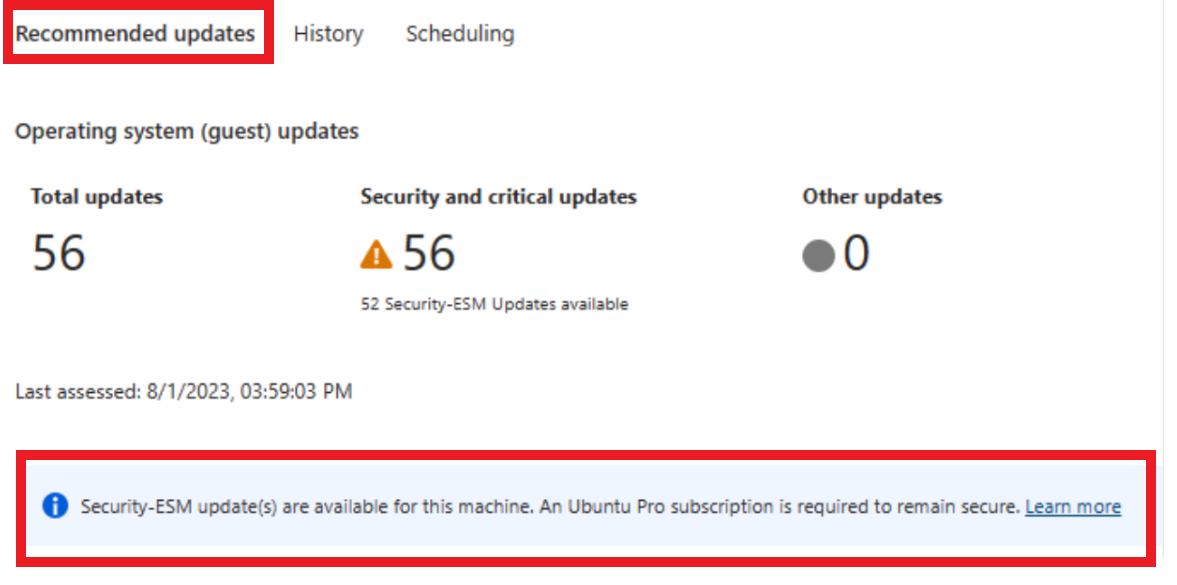 Recommended updates History Scheduling
Operating system (guest) updates
Total updates Security and critical updates Other updates
56 56 0
52 Security-ESM Updates available
Last assessed: 8/1/2023, 03:59:03 PM
Security-ESM update(s) are available for this machine. An Ubuntu Pro subscription is required to remain secure. Learn more